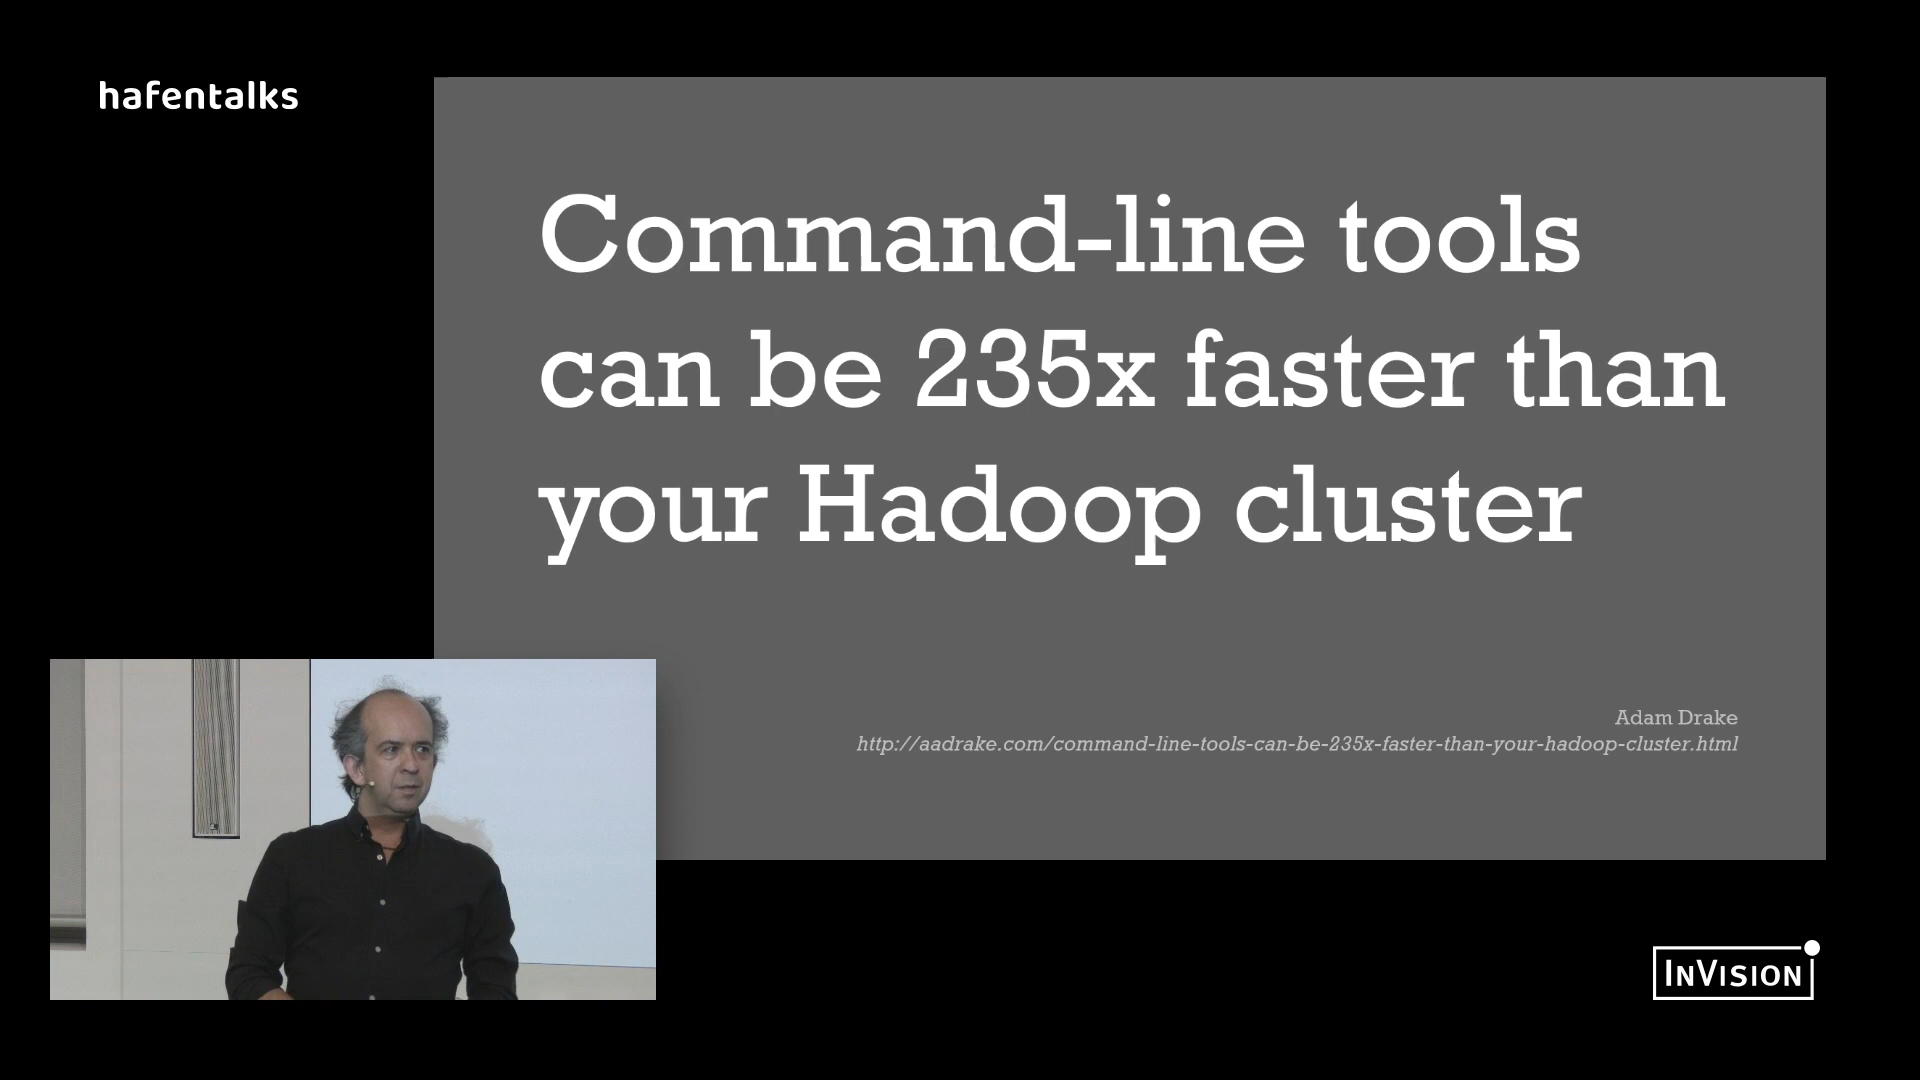 hafentalks
Command-line tools
can be 235x faster than
your Hadoop cluster
Adam Drake
http://aadrake.com/command-line-tools-can-be-235x-faster-than-your-hadoop-cluster.html
INVISION